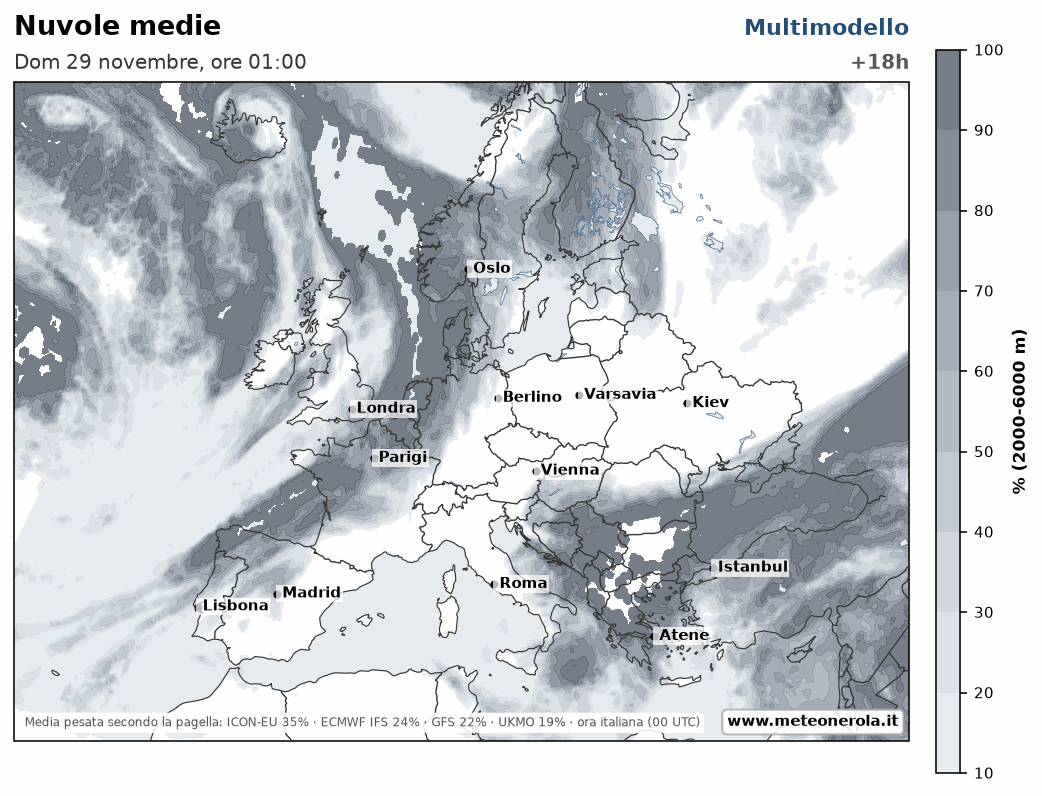 Nuvole medie
Multimodello
Dom 29 novembre, ore 01:00
+18h
100
90
80
70
60
50
40
30
20
10
% (2000-6000 m)
Oslo
Londra
Berlino
Varsavia
Kiev
Parigi
Vienna
Istanbul
Roma
Madrid
Lisbona
Atene
Media pesata secondo la pagella: ICON-EU 35% · ECMWF IFS 24% · GFS 22% · UKMO 19% · ora italiana (00 UTC)
www.meteonerola.it